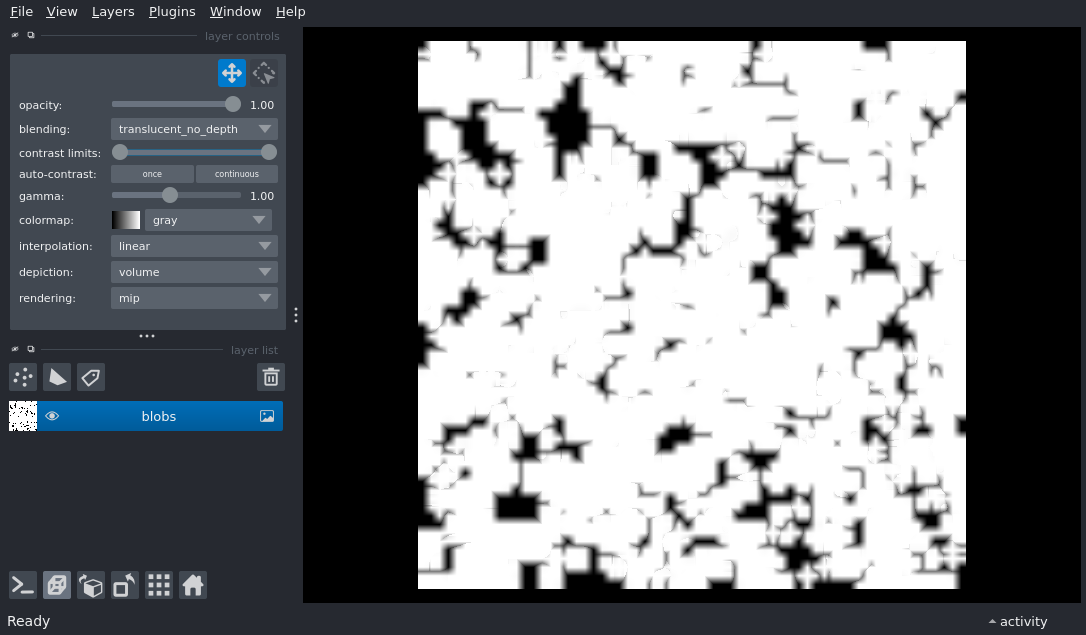 File View Layers Plugins Window Help
layer controls
opacity: 1.00
blending: translucent_no_depth
contrast limits:
auto-contrast: once continuous
gamma: 1.00
colormap: gray
interpolation: linear
depiction: volume
rendering: mip
layer list
blobs
Ready
activity